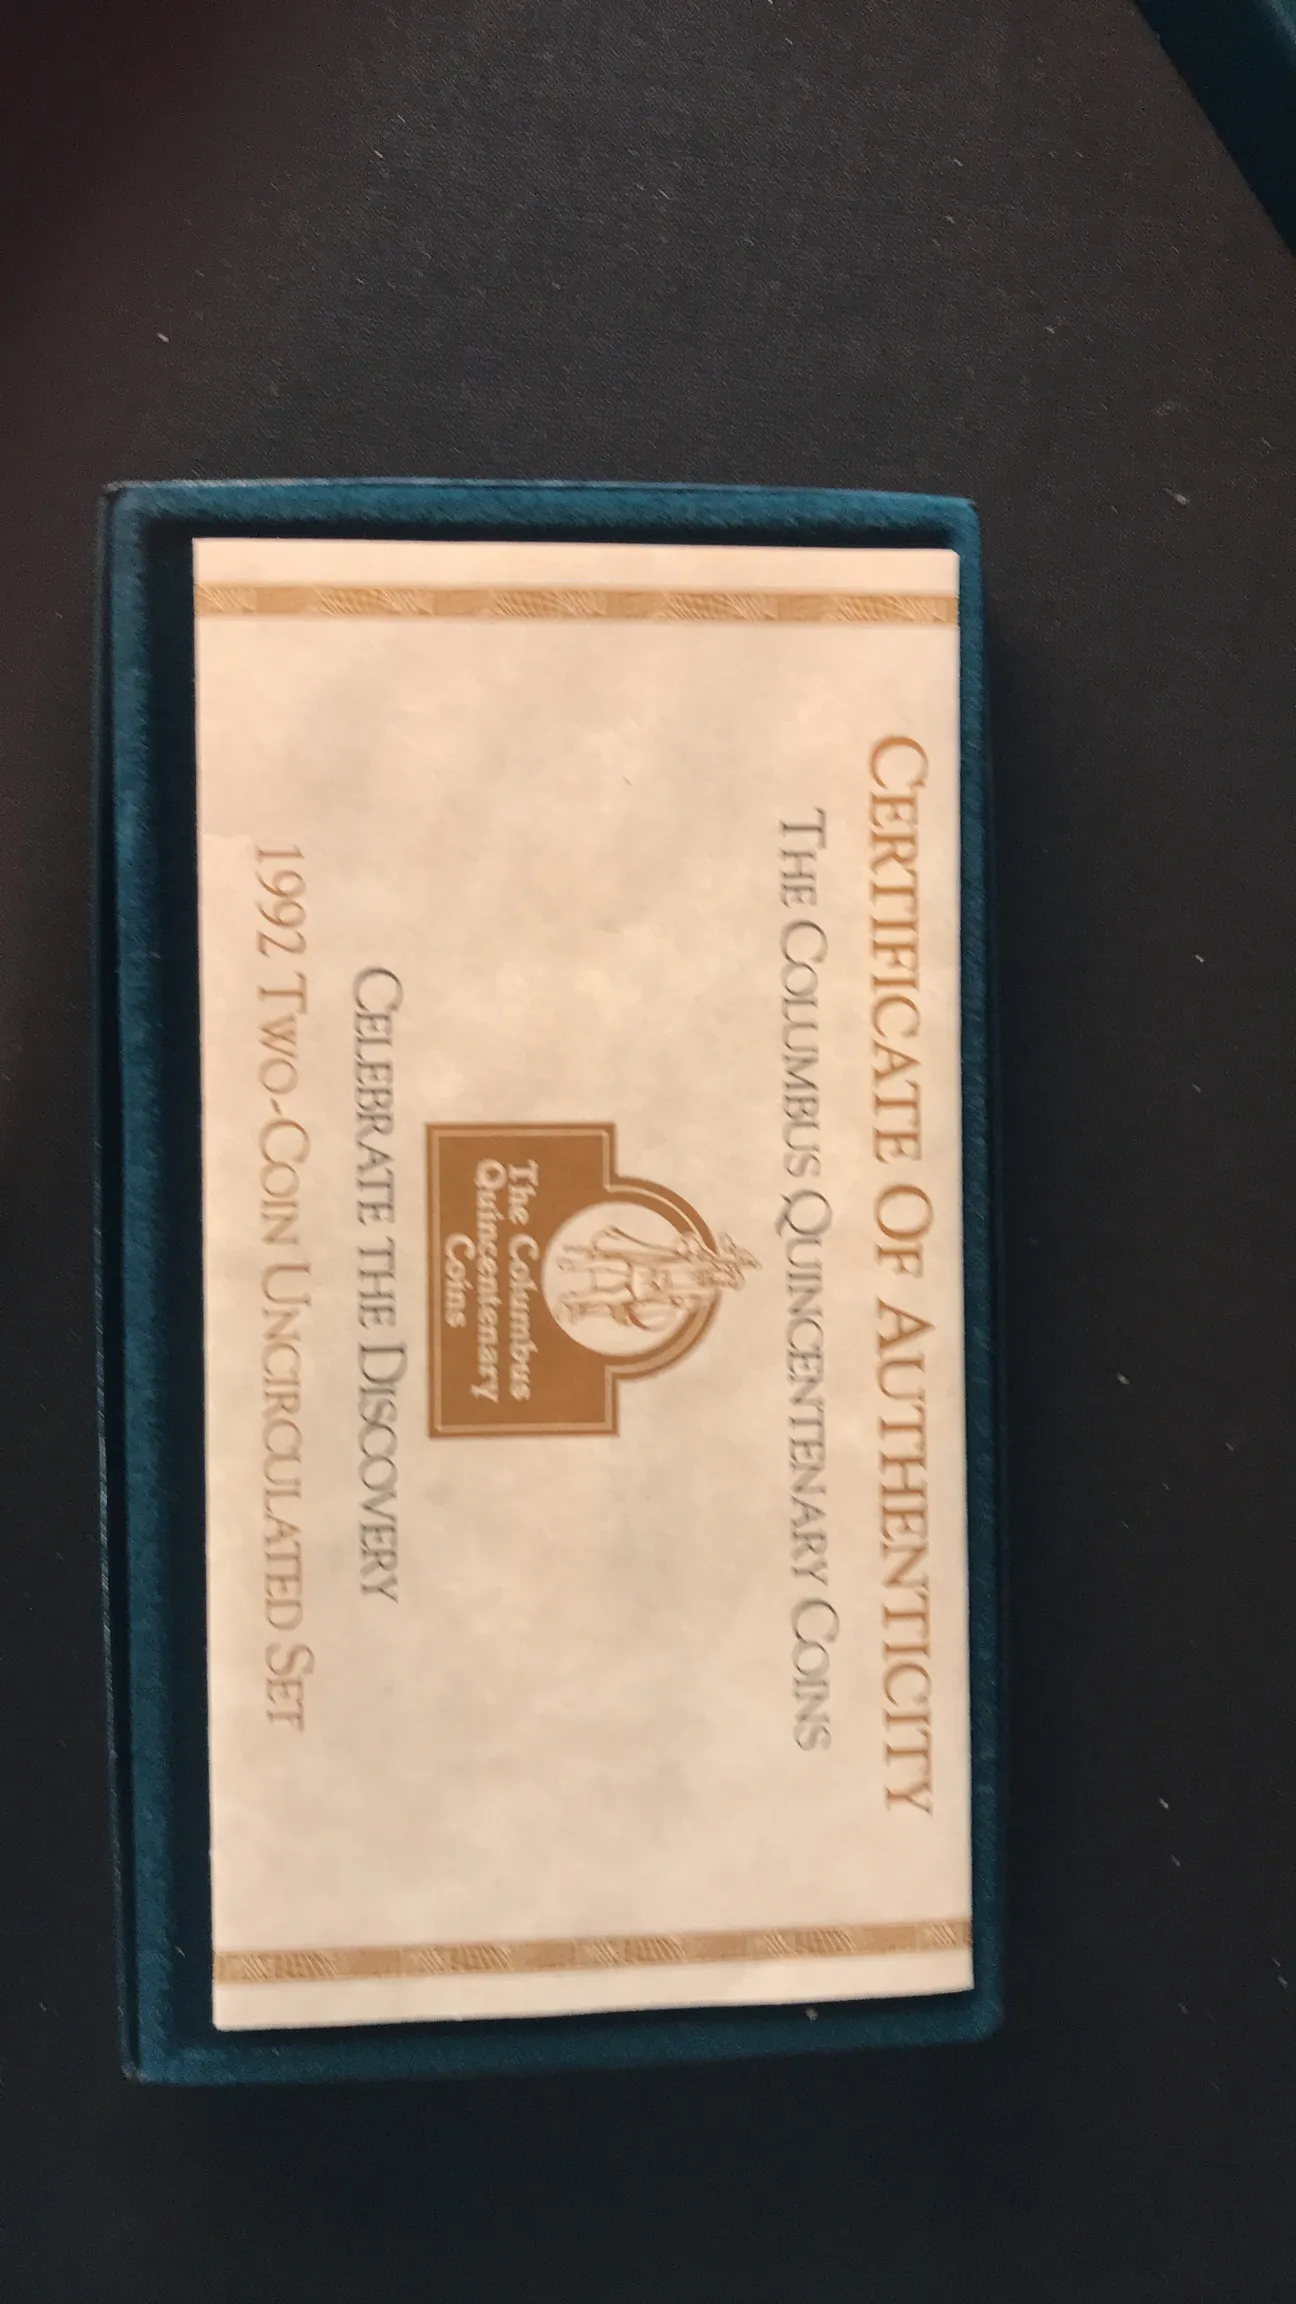 CERTIFICATE OF AUTHENTICITY
THE COLUMBUS QUINCENTENARY COINS
The Columbus
Quincentenary
Coins
CELEBRATE THE DISCOVERY
1992 TWO-COIN UNCIRCULATED SET